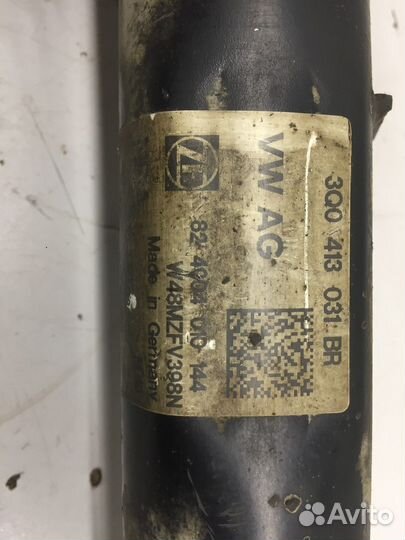 3Q0 413 031 BR
VW AG
ZF
W48MZFV398N
Made in Germany
Avito